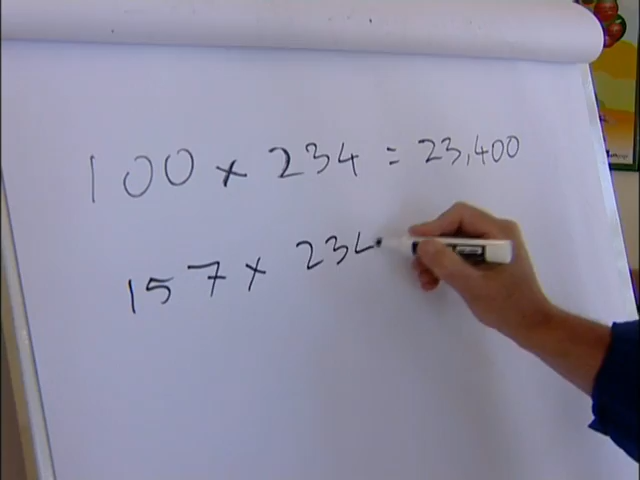 100 × 234 = 23,400
157 × 234